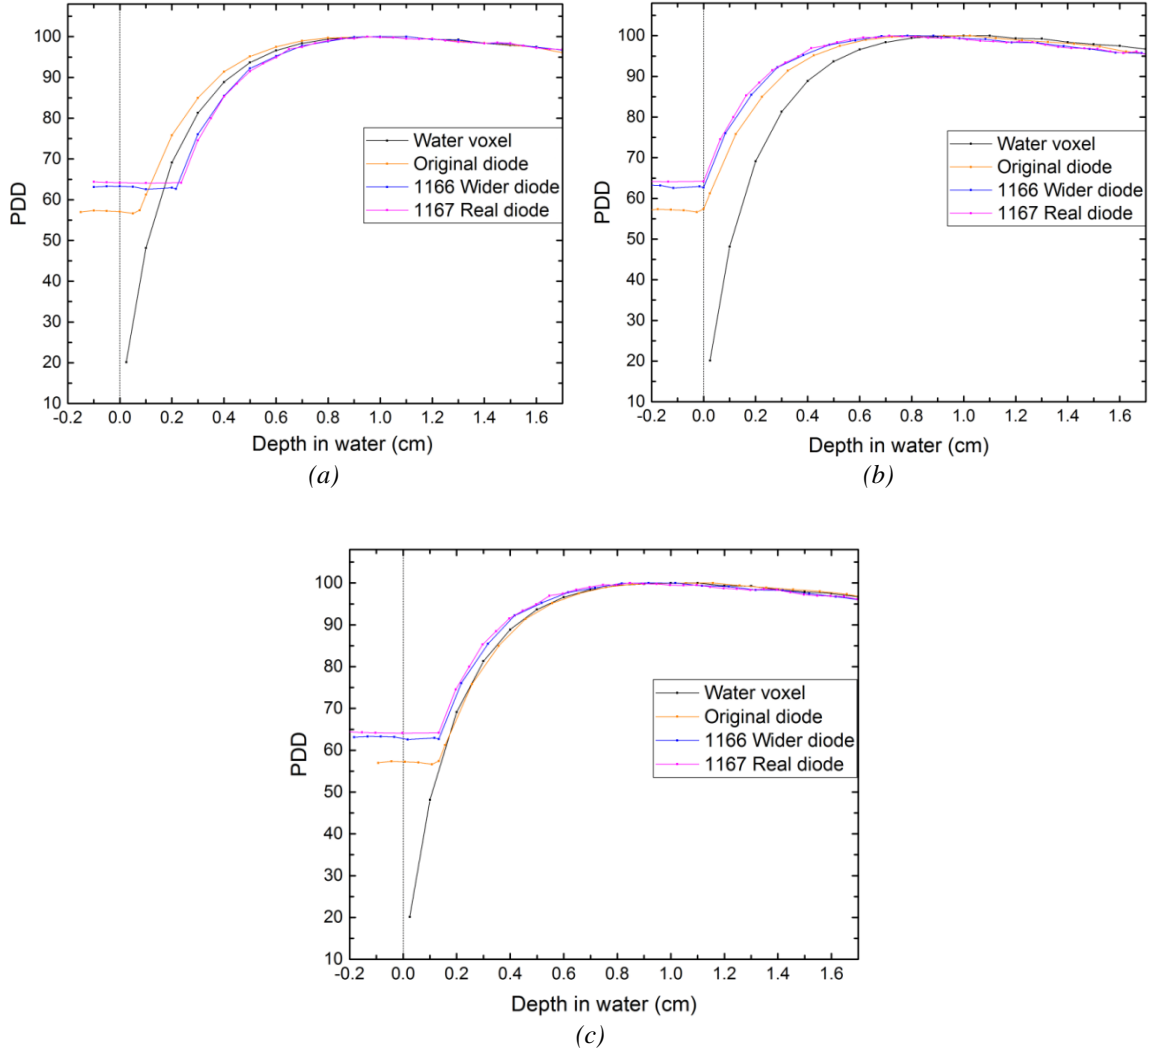 100
90
80
70
60
50
40
30
20
10
PDD
Water voxel
Original diode
1166 Wider diode
1167 Real diode
-0.2 0.0 0.2 0.4 0.6 0.8 1.0 1.2 1.4 1.6
Depth in water (cm)
(a)
100
90
80
70
60
50
40
30
20
10
PDD
Water voxel
Original diode
1166 Wider diode
1167 Real diode
-0.2 0.0 0.2 0.4 0.6 0.8 1.0 1.2 1.4 1.6
Depth in water (cm)
(b)
100
90
80
70
60
50
40
30
20
10
PDD
Water voxel
Original diode
1166 Wider diode
1167 Real diode
-0.2 0.0 0.2 0.4 0.6 0.8 1.0 1.2 1.4 1.6
Depth in water (cm)
(c)